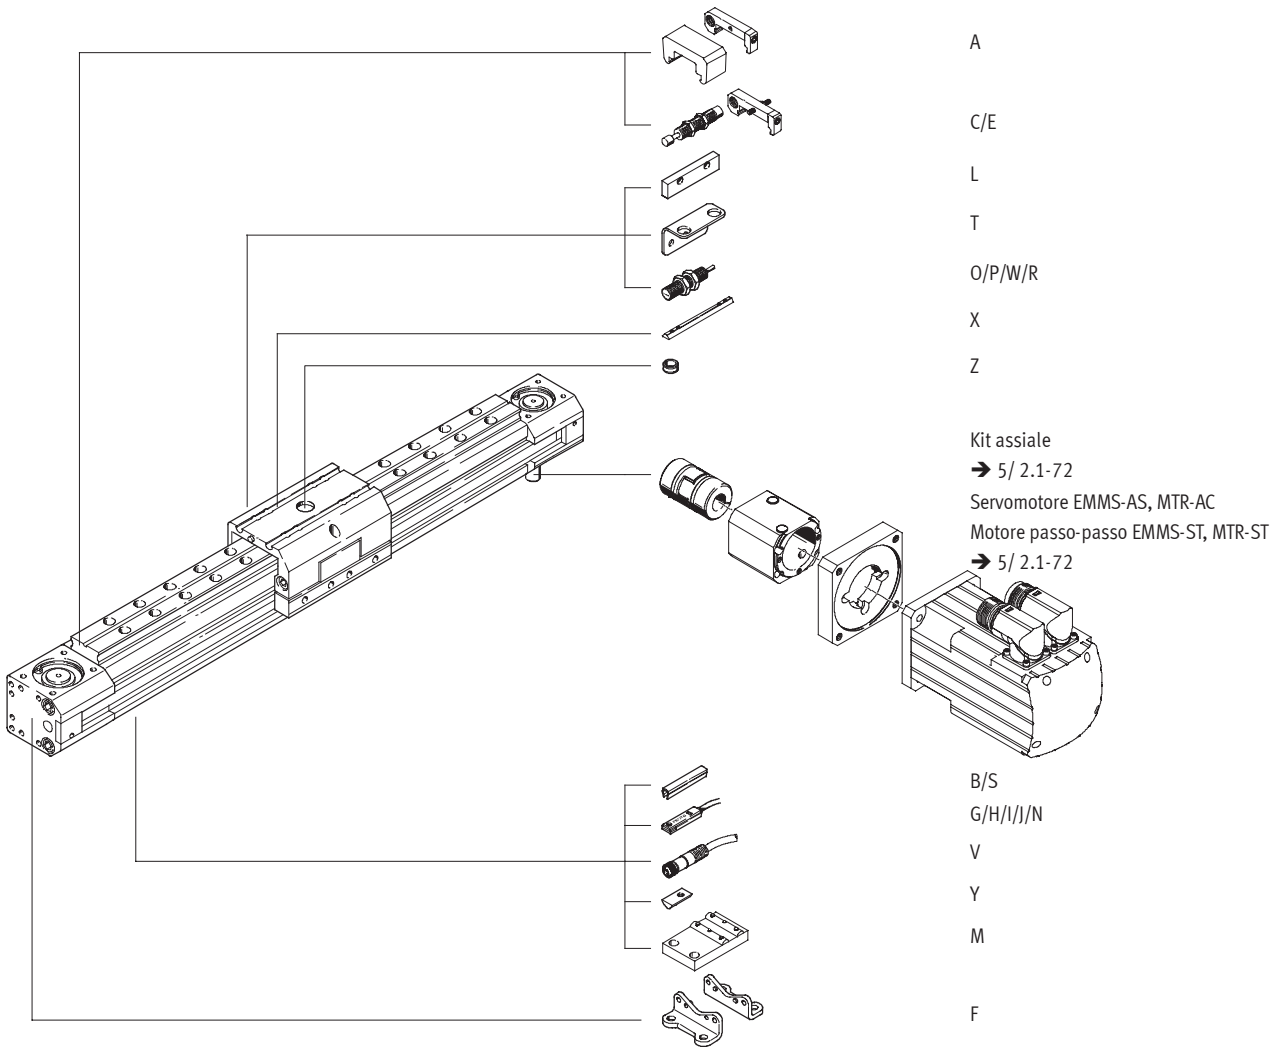 A
C/E
L
T
O/P/W/R
X
Z
Kit assiale
➔ 5/ 2.1-72
Servomotore EMMS-AS, MTR-AC
Motore passo-passo EMMS-ST, MTR-ST
➔ 5/ 2.1-72
B/S
G/H/I/J/N
V
Y
M
F